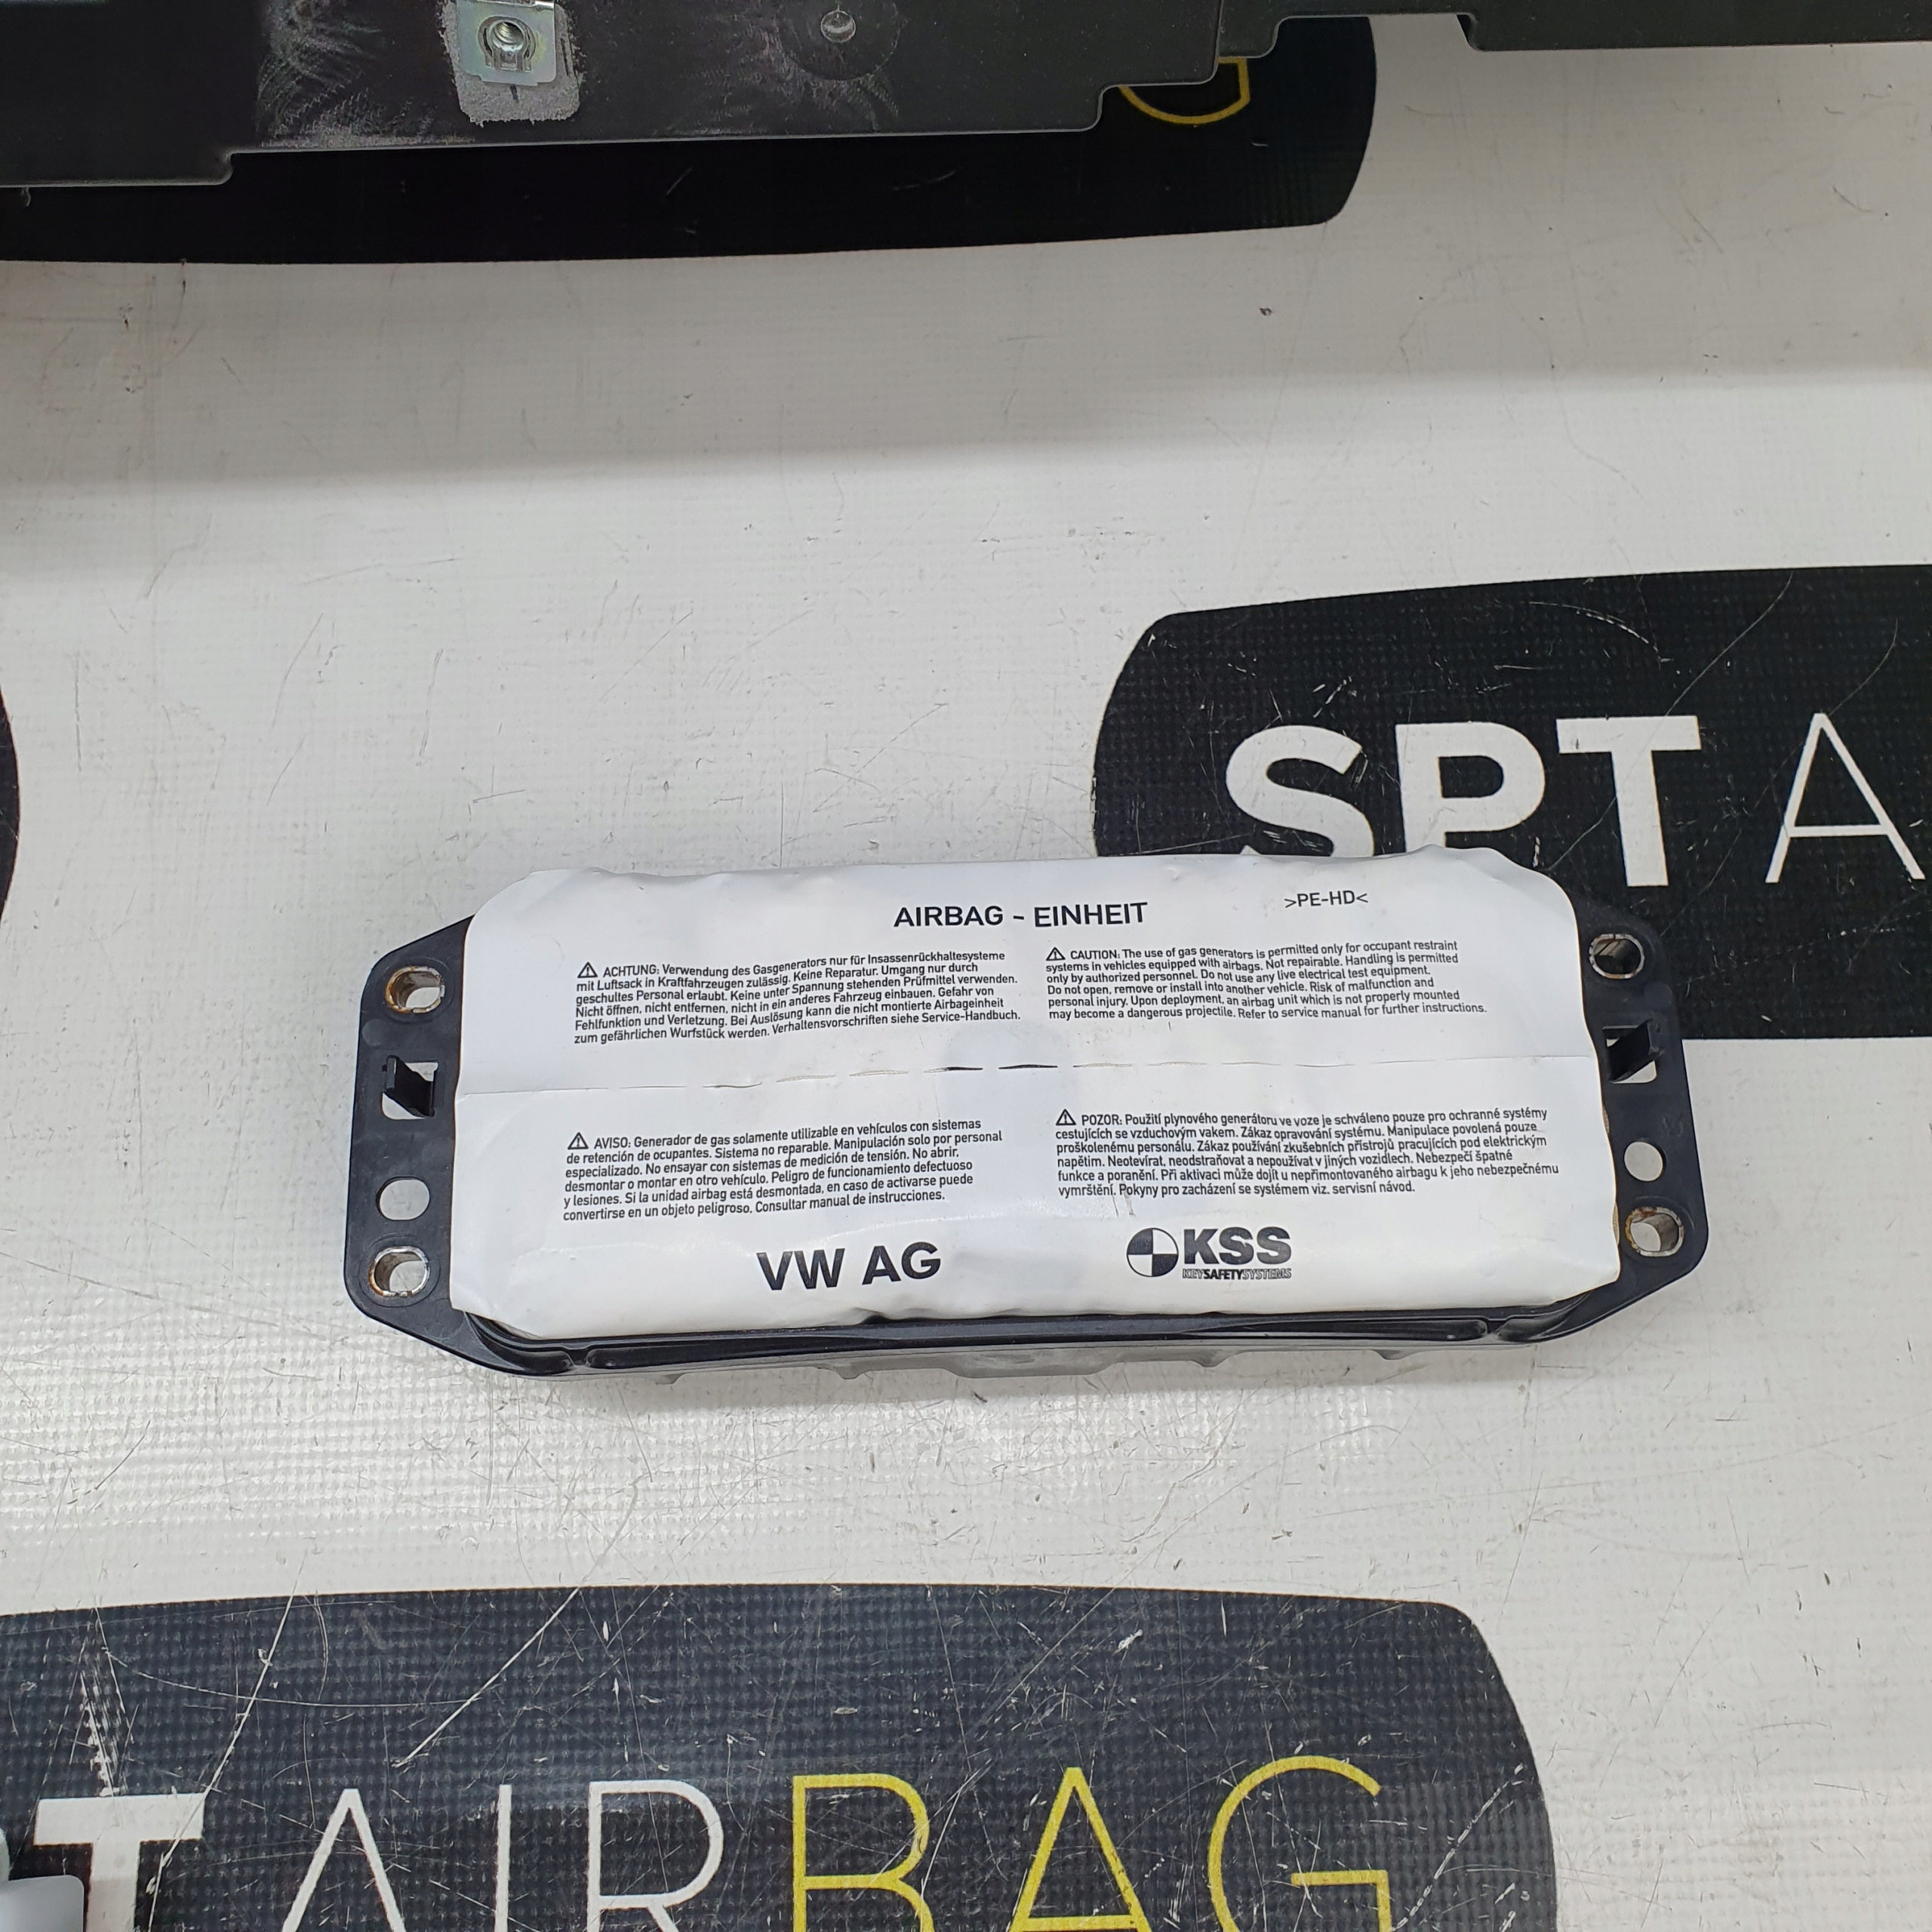 SPT A
AIRBAG - EINHEIT
>PE-HD<
ACHTUNG: Verwendung des Gasgenerators nur für Insassenrückhaltesysteme
mit Luftsack in Kraftfahrzeugen zulässig. Keine Reparatur. Umgang nur durch
geschultes Personal erlaubt. Keine unter Spannung stehenden Prüfmittel verwenden.
Nicht öffnen, nicht entfernen, nicht in ein anderes Fahrzeug einbauen. Gefahr von
Fehlfunktion und Verletzung. Bei Auslösung kann die nicht montierte Airbageinheit
zum gefährlichen Wurfstück werden. Verhaltensvorschriften siehe Service-Handbuch.
CAUTION: The use of gas generators is permitted only for occupant restraint
systems in vehicles equipped with airbags. Not repairable. Handling is permitted
only by authorized personnel. Do not use any live electrical test equipment.
Do not open, remove or install into another vehicle. Risk of malfunction and
personal injury. Upon deployment, an airbag unit which is not properly mounted
may become a dangerous projectile. Refer to service manual for further instructions.
AVISO: Generador de gas solamente utilizable en vehículos con sistemas
de retención de ocupantes. Sistema no reparable. Manipulación solo por personal
especializado. No ensayar con sistemas de medición de tensión. No abrir,
desmontar o montar en otro vehículo. Peligro de funcionamiento defectuoso
y lesiones. Si la unidad airbag está desmontada, en caso de activarse puede
convertirse en un objeto peligroso. Consultar manual de instrucciones.
POZOR: Použití plynového generátoru ve voze je schváleno pouze pro ochranné systémy
cestujících se vzduchovým vakem. Zákaz opravování systému. Manipulace povolená pouze
proškolenému personálu. Zákaz používání zkušebních přístrojů pracujících pod elektrickým
napětím. Neotevírat, neodstraňovat a nepoužívat v jiných vozidlech. Nebezpečí špatné
funkce a poranění. Při aktivaci může dojít u nepřimontovaného airbagu k jeho nebezpečnému
vymrštění. Pokyny pro zacházení se systémem viz. servisní návod.
VW AG
KSS
KEYSAFETYSYSTEMS
T AIRBAG